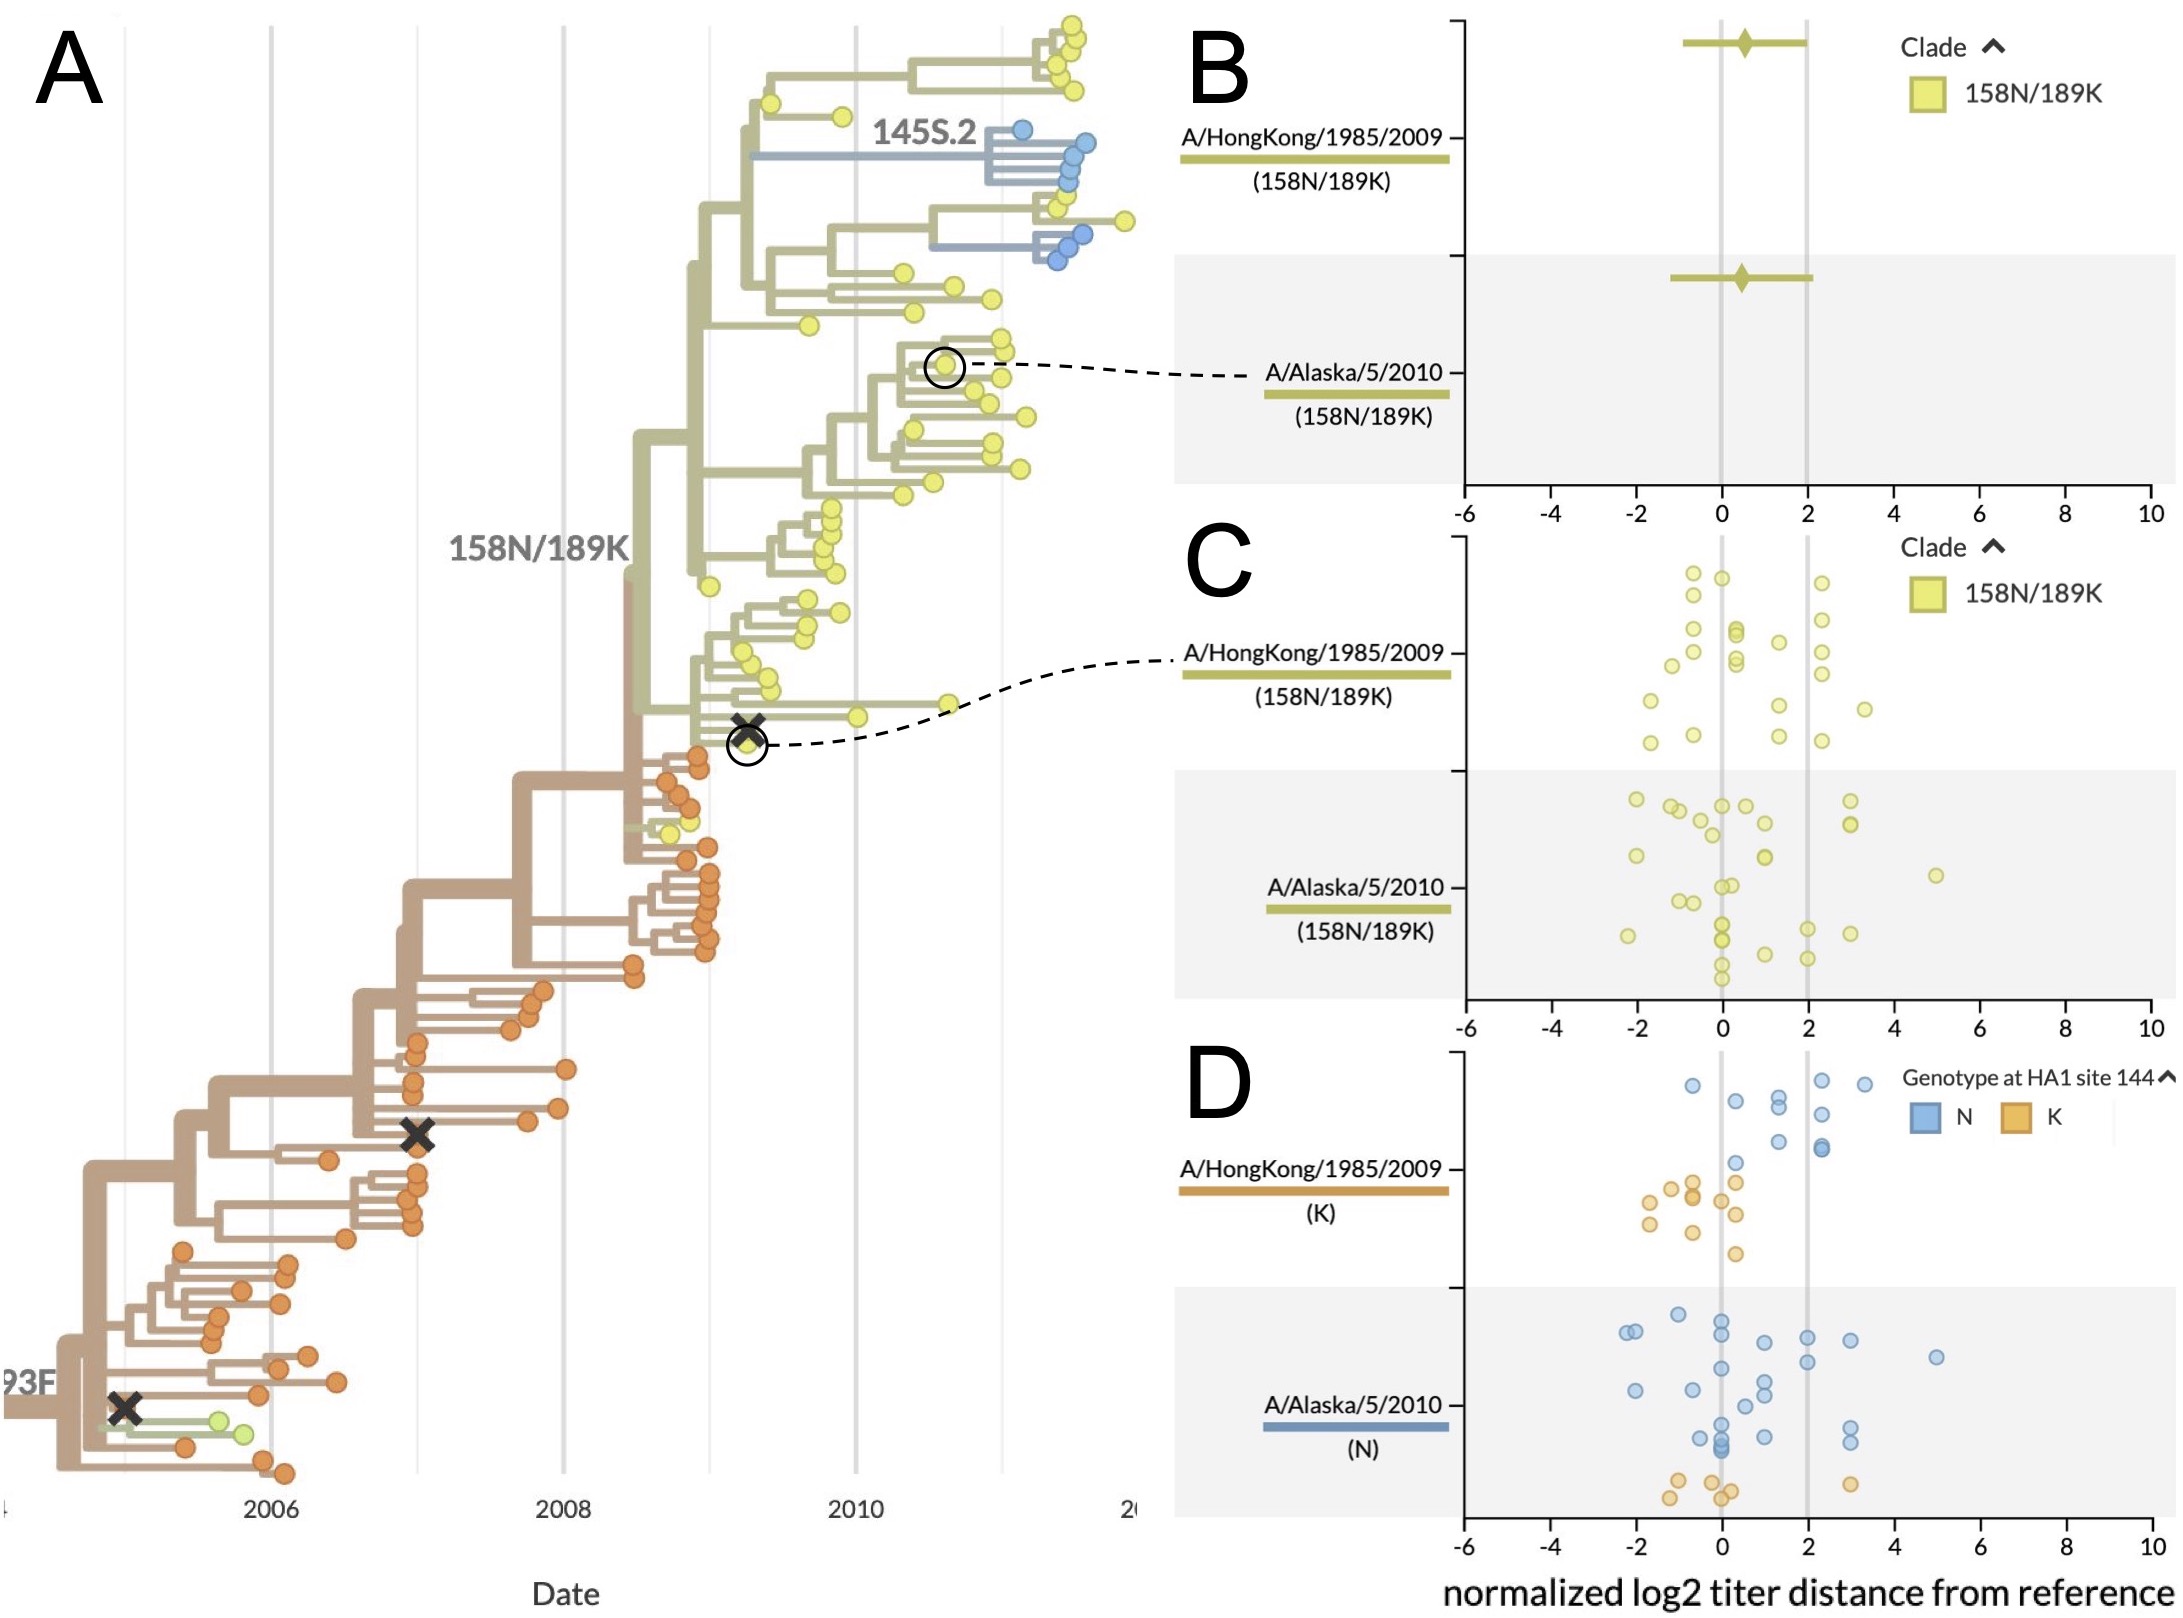 A
145S.2
158N/189K
93F
4
2006
2008
2010
20
Date
B
Clade
158N/189K
A/HongKong/1985/2009
(158N/189K)
A/Alaska/5/2010
(158N/189K)
-6 -4 -2 0 2 4 6 8 10
C
Clade
158N/189K
A/HongKong/1985/2009
(158N/189K)
A/Alaska/5/2010
(158N/189K)
-6 -4 -2 0 2 4 6 8 10
D
Genotype at HA1 site 144
N K
A/HongKong/1985/2009
(K)
A/Alaska/5/2010
(N)
-6 -4 -2 0 2 4 6 8 10
normalized log2 titer distance from reference